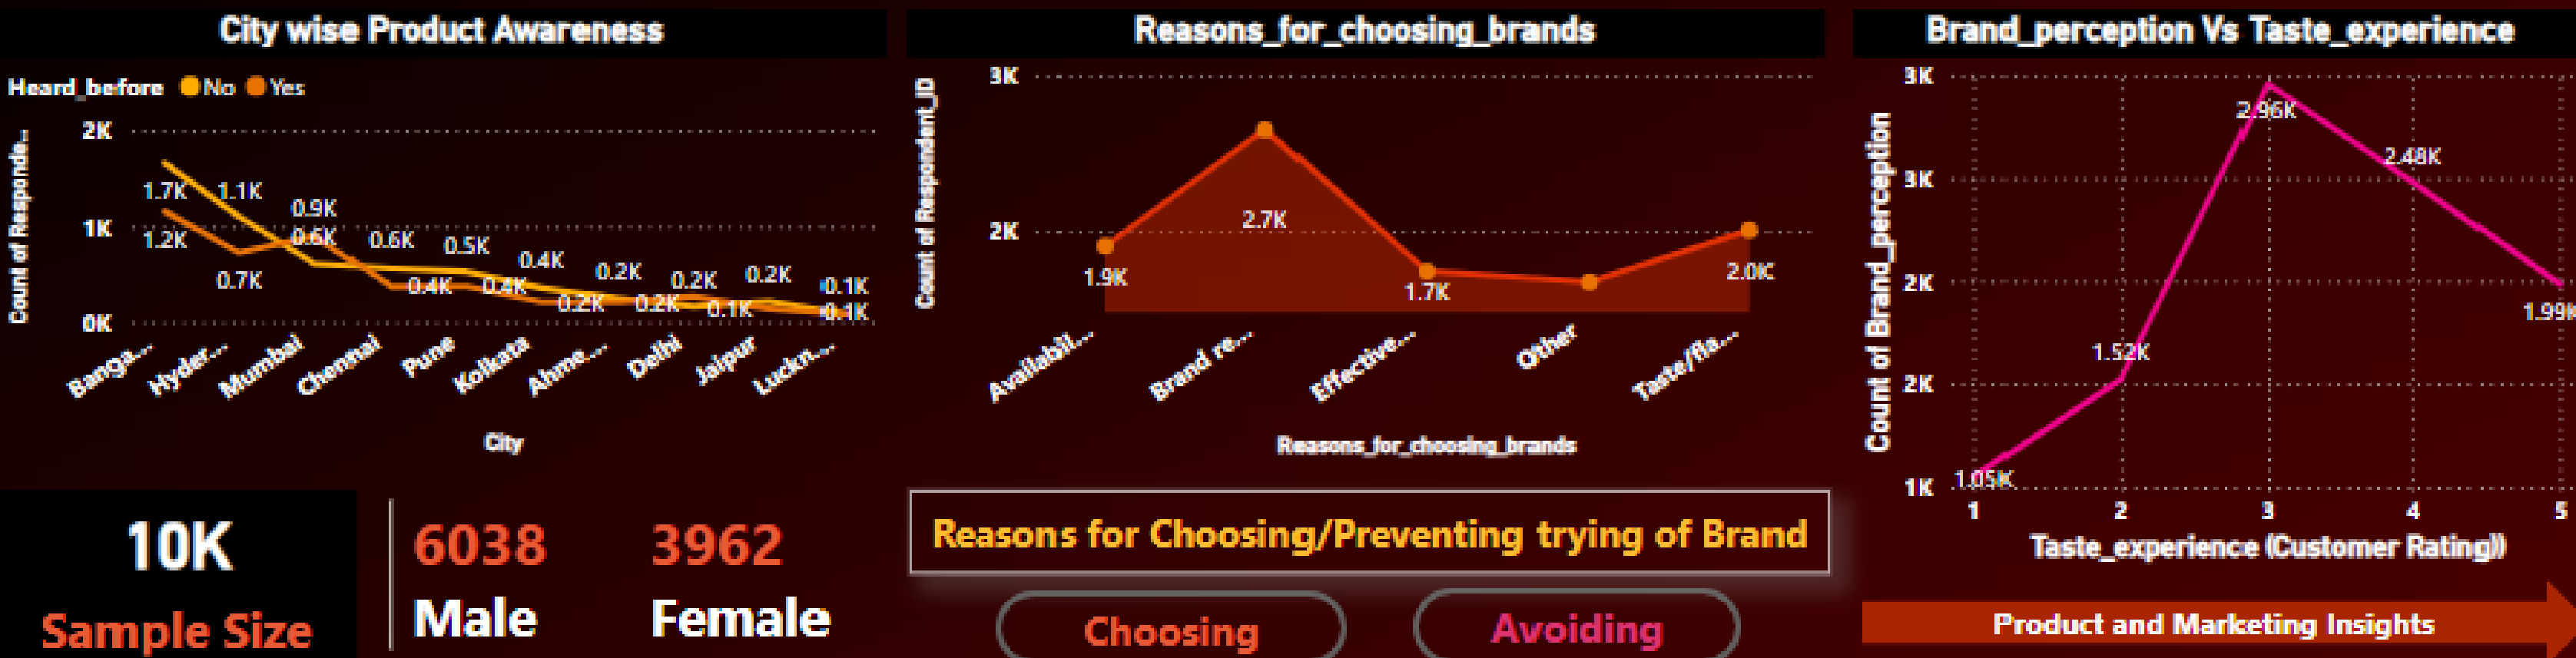 City wise Product Awareness
Heard_before No Yes
Count of Responde...
2K
1K
0K
1.7K
1.1K
0.9K
0.6K
0.6K
0.5K
0.4K
0.2K
0.2K
0.2K
0.1K
1.2K
0.7K
0.4K
0.4K
0.2K
0.2K
0.1K
0.1K
Banga...
Hyder...
Mumbai
Chennai
Pune
Kolkata
Ahme...
Delhi
Jaipur
Luckn...
City
Reasons_for_choosing_brands
Count of Respondent_ID
3K
2K
1.9K
2.7K
1.7K
2.0K
Availabil...
Brand re...
Effective...
Other
Taste/fla...
Reasons_for_choosing_brands
Brand_perception Vs Taste_experience
Count of Brand_perception
3K
3K
2K
2K
1K
1.05K
1.52K
2.96K
2.48K
1.99K
1 2 3 4 5
Taste_experience (Customer Rating))
10K
Sample Size
6038
Male
3962
Female
Reasons for Choosing/Preventing trying of Brand
Choosing
Avoiding
Product and Marketing Insights